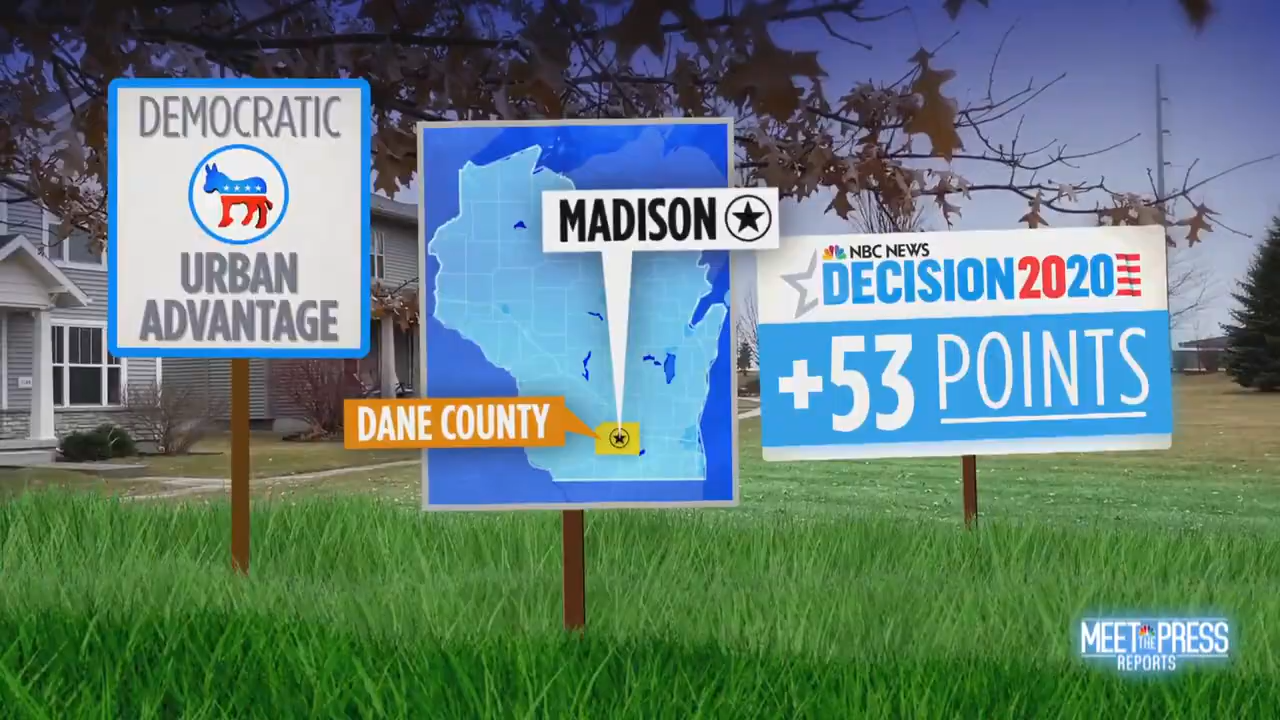 DEMOCRATIC
URBAN
ADVANTAGE
MADISON
DANE COUNTY
NBC NEWS
DECISION2020
+53 POINTS
MEET THE PRESS
REPORTS